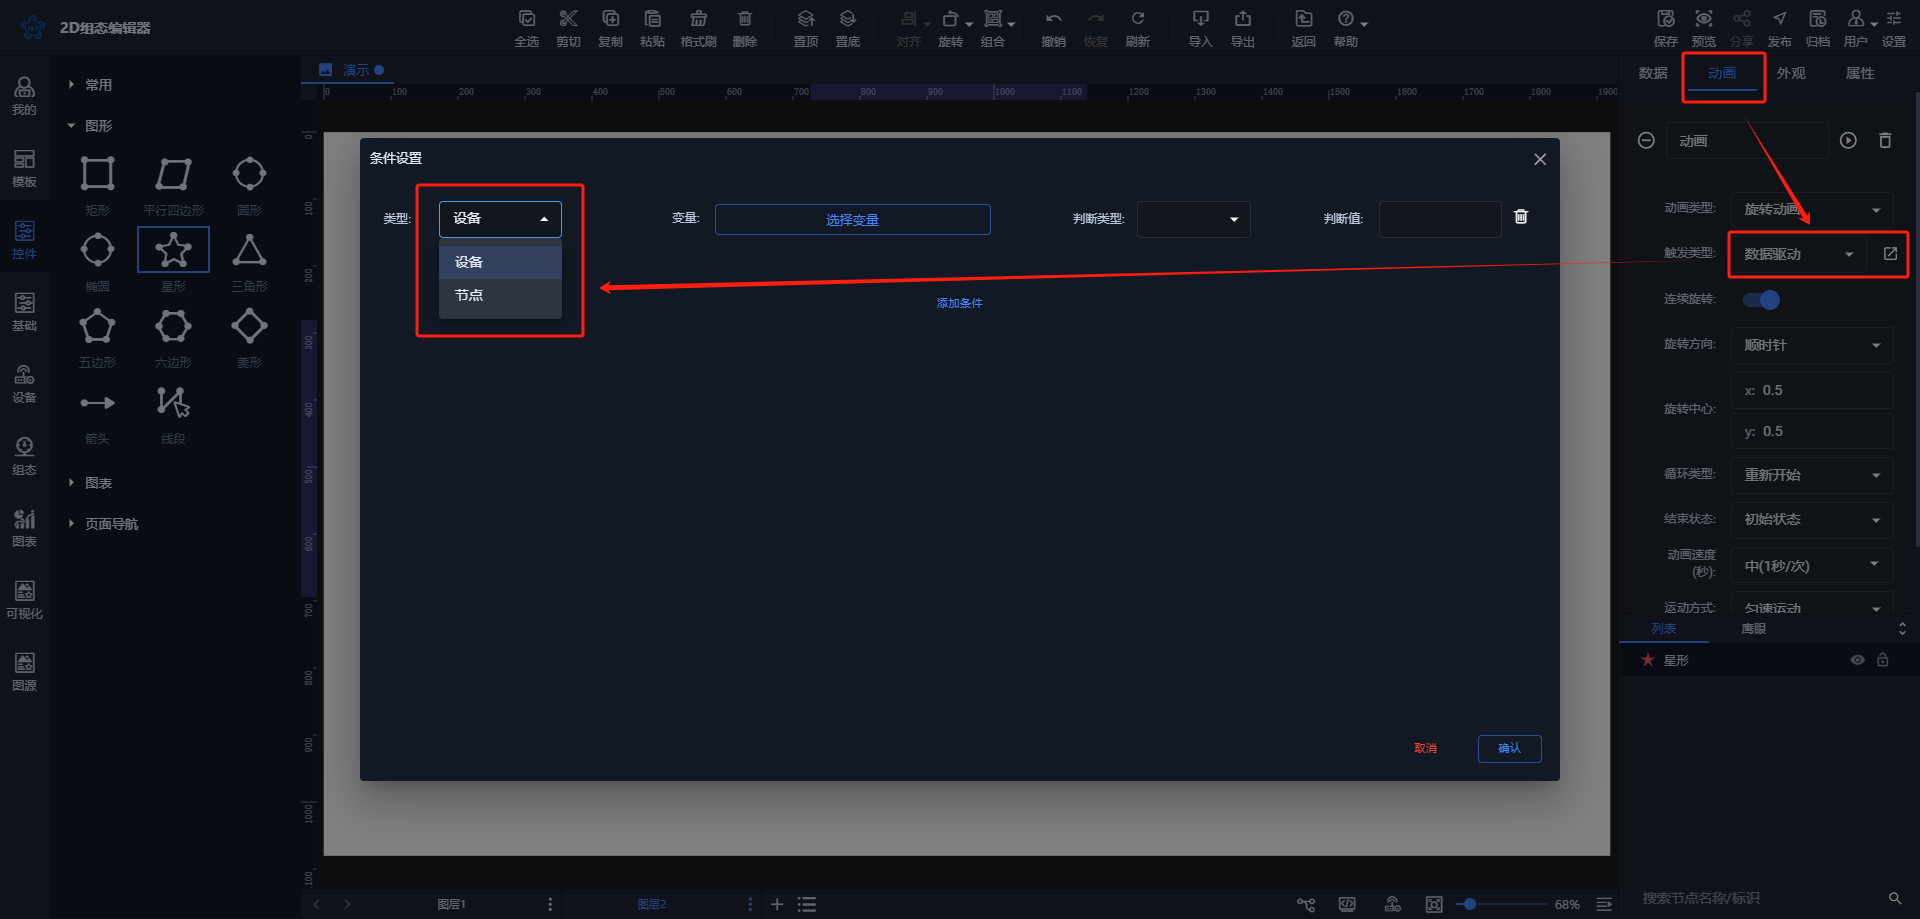 2D组态编辑器
全选 剪切 复制 粘贴 格式刷 删除 置顶 置底 对齐 旋转 组合 撤销 恢复 刷新 导入 导出 返回 帮助 保存 预览 分享 发布 归档 用户 设置
我的
模板
控件
基础
设备
组态
图表
可视化
图源
常用
图形
矩形 平行四边形 圆形
椭圆 星形 三角形
五边形 六边形 菱形
箭头 线段
图表
页面导航
演示
0 100 200 300 400 500 600 700 800 900 1000 1100 1200 1300 1400 1500 1600 1700 1800 1900
0
100
200
300
400
500
600
700
800
900
1000
1100
条件设置
类型: 设备 变量: 选择变量 判断类型: 判断值:
设备
节点
添加条件
取消 确认
数据 动画 外观 属性
动画
动画类型: 旋转动画
触发类型: 数据驱动
连续旋转:
旋转方向: 顺时针
旋转中心: x: 0.5
y: 0.5
循环类型: 重新开始
结束状态: 初始状态
动画速度(秒): 中(1秒/次)
运动方式: 匀速运动
列表 鹰眼
星形
搜索节点名称/标识
图层1 图层2 68%